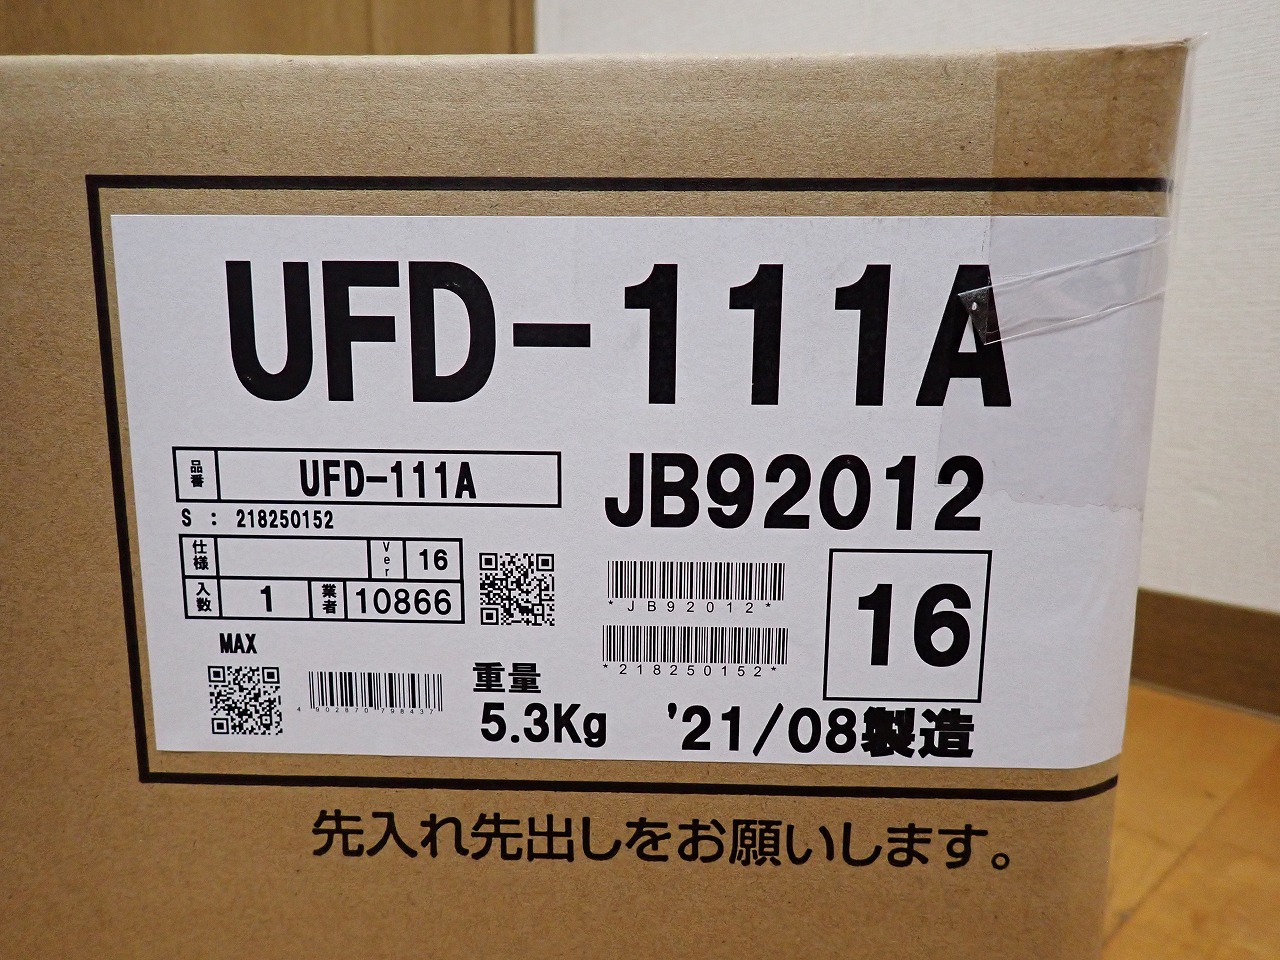 UFD-111A
品番 UFD-111A
JB92012
S : 218250152
仕様 Ver 16
入数 1 業者 10866
*JB92012*
*218250152*
16
MAX
4902870798437
重量
5.3Kg
'21/08製造
先入れ先出しをお願いします。